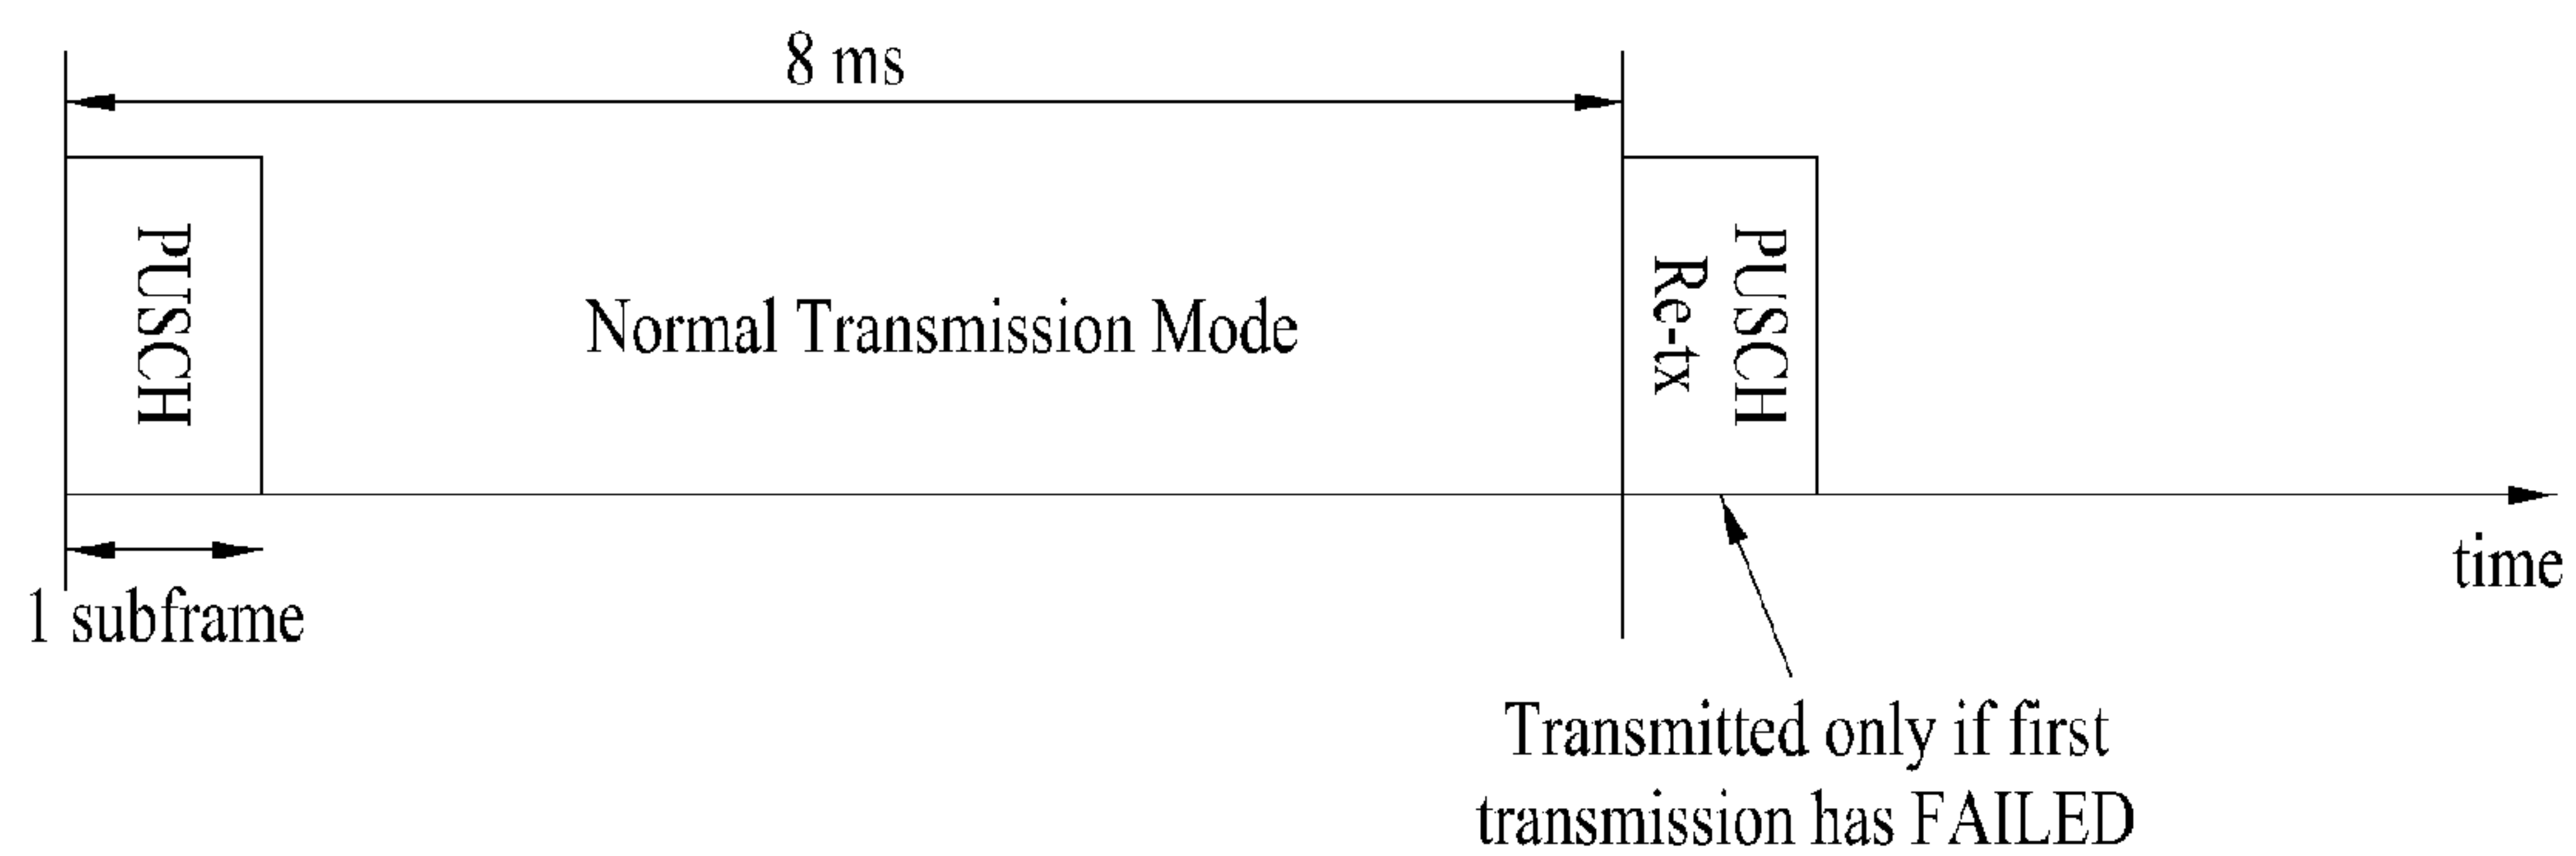 8 ms
PUSCH
Normal Transmission Mode
PUSCH
Re-tx
1 subframe
time
Transmitted only if first
transmission has FAILED